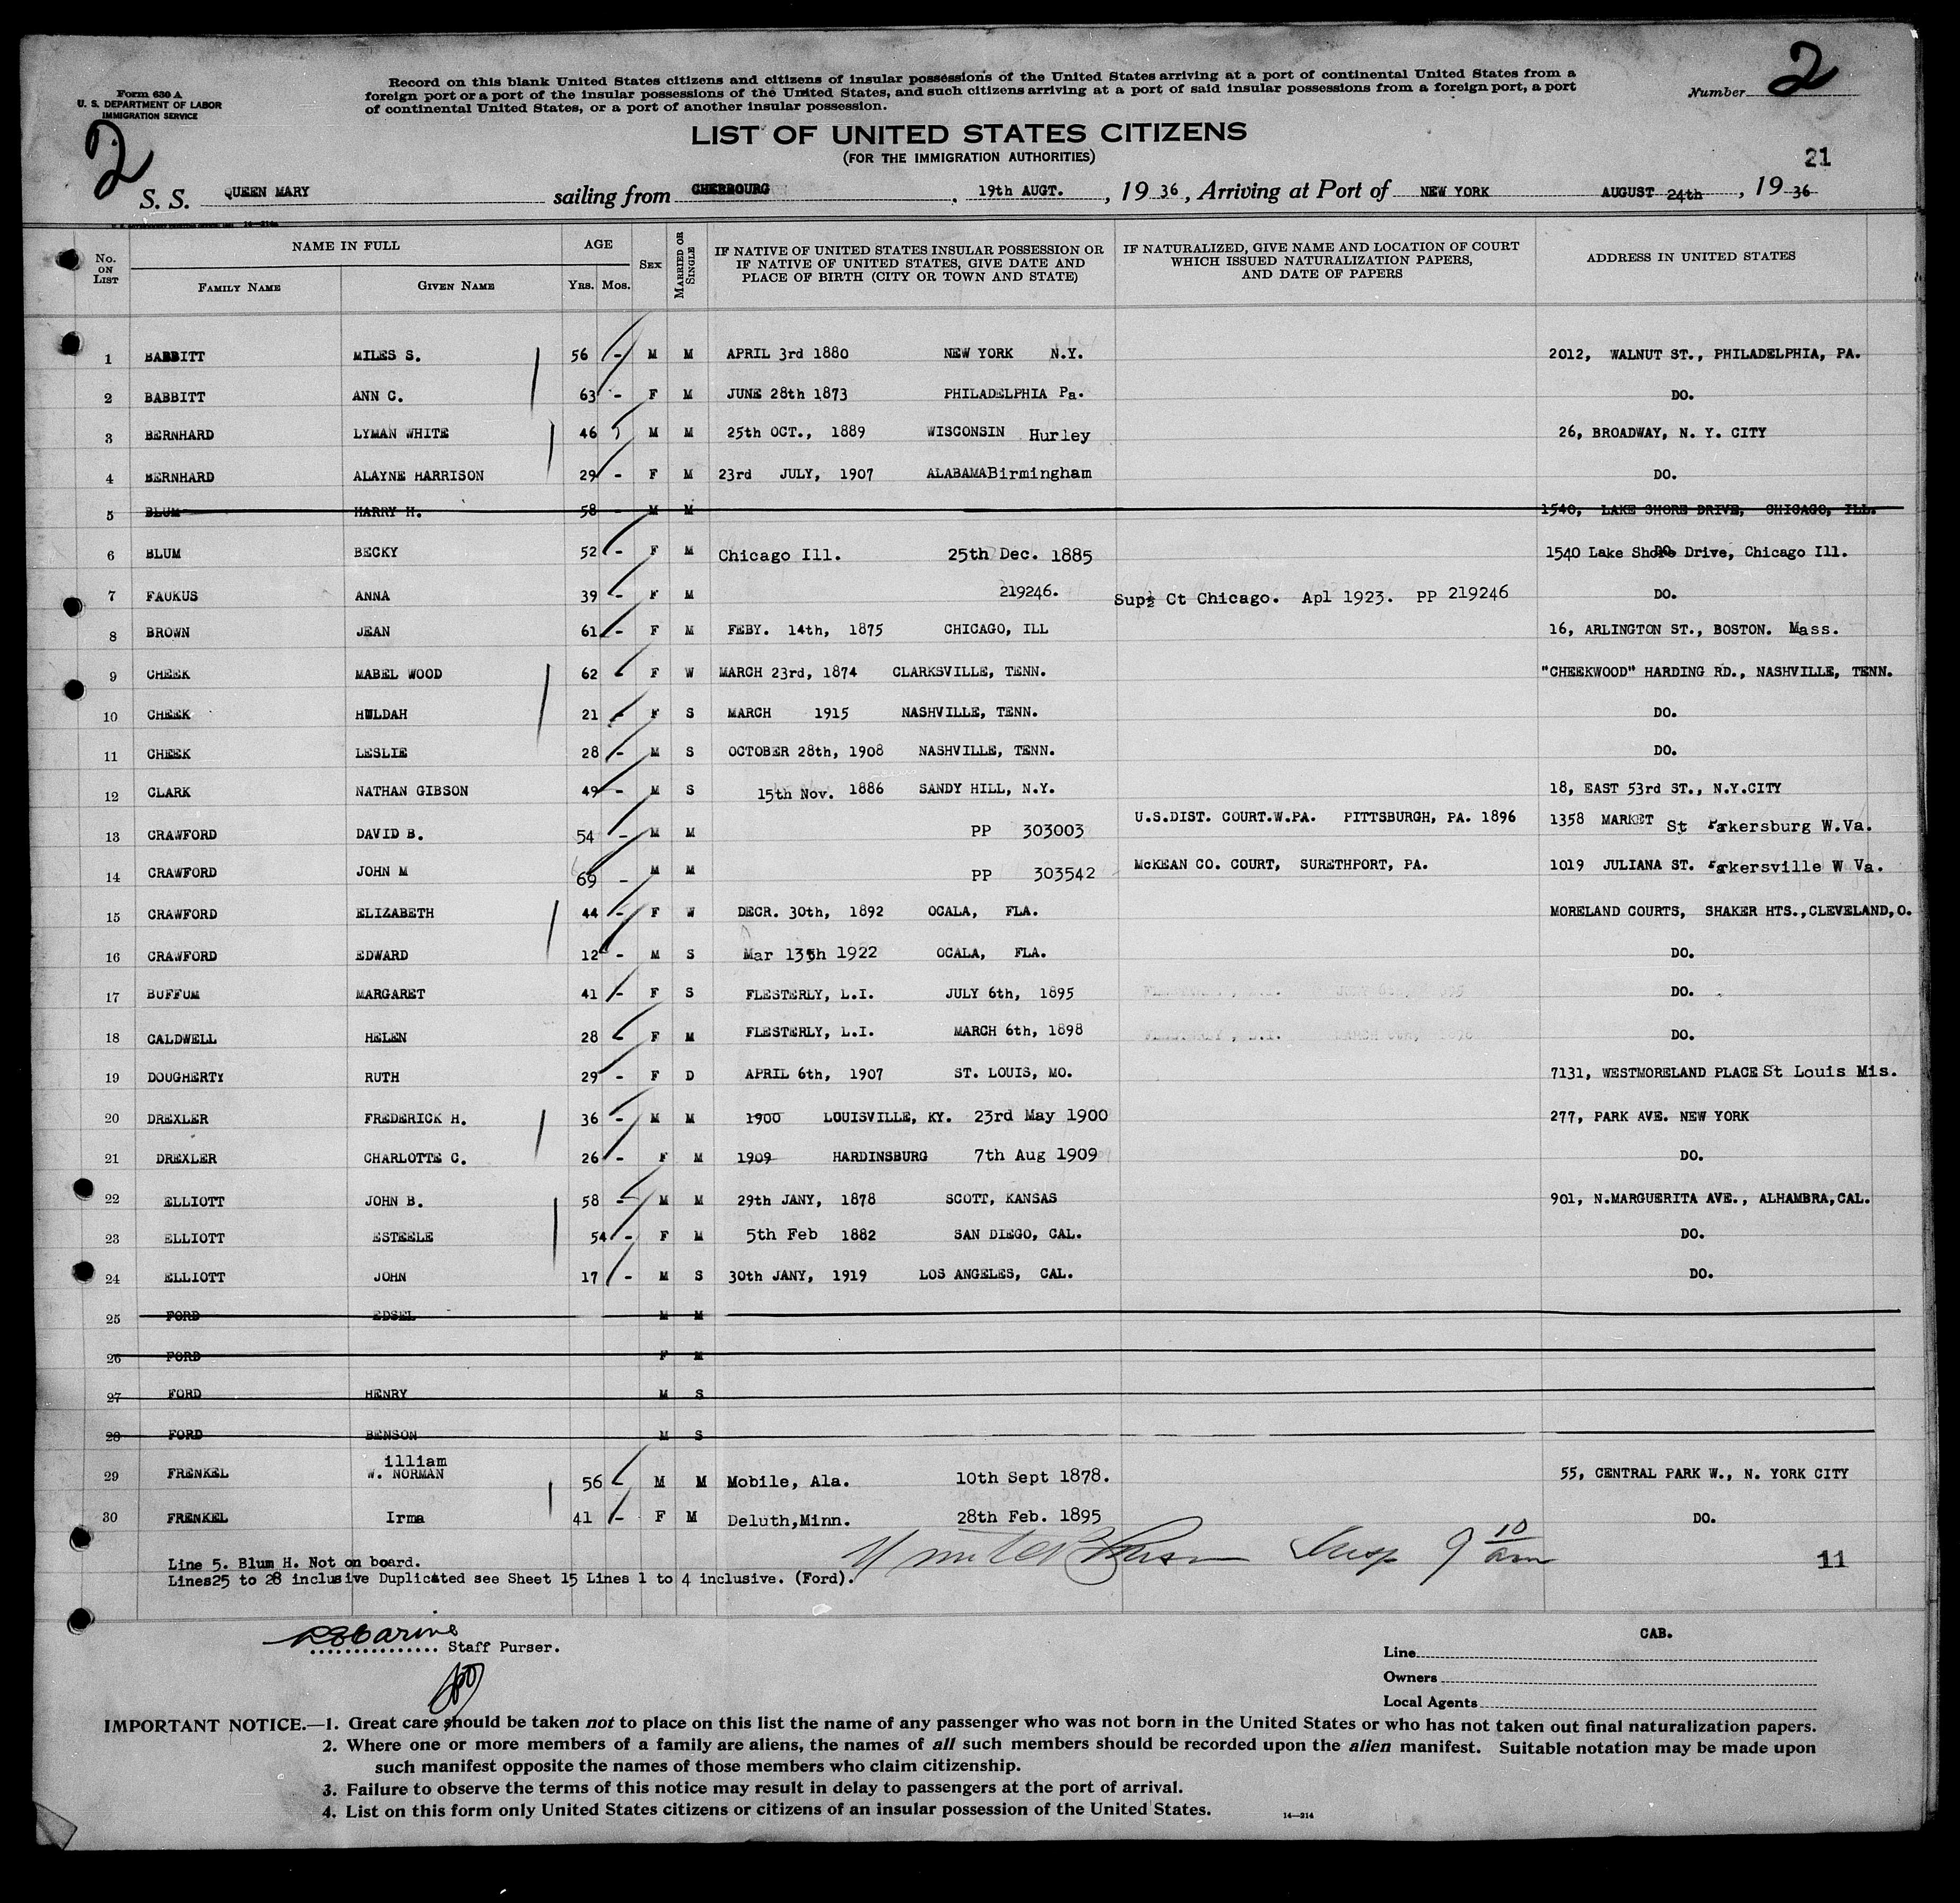 Form 630 A
U. S. DEPARTMENT OF LABOR
IMMIGRATION SERVICE
Record on this blank United States citizens and citizens of insular possessions of the United States arriving at a port of continental United States from a
foreign port or a port of the insular possessions of the United States, and such citizens arriving at a port of said insular possessions from a foreign port, a port
of continental United States, or a port of another insular possession.
Number 2
2
LIST OF UNITED STATES CITIZENS
(FOR THE IMMIGRATION AUTHORITIES)
21
S. S. QUEEN MARY sailing from CHERBOURG, 19th AUGT., 19 36, Arriving at Port of NEW YORK AUGUST 24th, 19 36
No. ON LIST
NAME IN FULL
FAMILY NAME GIVEN NAME
AGE
YRS. MOS.
SEX
MARRIED OR SINGLE
IF NATIVE OF UNITED STATES INSULAR POSSESSION OR
IF NATIVE OF UNITED STATES, GIVE DATE AND
PLACE OF BIRTH (CITY OR TOWN AND STATE)
IF NATURALIZED, GIVE NAME AND LOCATION OF COURT
WHICH ISSUED NATURALIZATION PAPERS,
AND DATE OF PAPERS
ADDRESS IN UNITED STATES
1 BABBITT MILES S. 56 - M M APRIL 3rd 1880 NEW YORK N.Y. 2012, WALNUT ST., PHILADELPHIA, PA.
2 BABBITT ANN C. 63 - F M JUNE 28th 1873 PHILADELPHIA Pa. DO.
3 BERNHARD LYMAN WHITE 46 M M 25th OCT., 1889 WISCONSIN Hurley 26, BROADWAY, N. Y. CITY
4 BERNHARD ALAYNE HARRISON 29 - F M 23rd JULY, 1907 ALABAMA Birmingham DO.
5 BLUM HARRY H. 58 - M M 1540, LAKE SHORE DRIVE, CHICAGO, ILL.
6 BLUM BECKY 52 - F M Chicago Ill. 25th Dec. 1885 1540 Lake Shore Drive, Chicago Ill.
7 FAUKUS ANNA 39 - F M 219246. Sup Ct Chicago. Apl 1923. PP 219246 DO.
8 BROWN JEAN 61 - F M FEBY. 14th, 1875 CHICAGO, ILL 16, ARLINGTON ST., BOSTON. Mass.
9 CHEEK MABEL WOOD 62 - F W MARCH 23rd, 1874 CLARKSVILLE, TENN. "CHEEKWOOD" HARDING RD., NASHVILLE, TENN.
10 CHEEK HULDAH 21 - F S MARCH 1915 NASHVILLE, TENN. DO.
11 CHEEK LESLIE 28 - M S OCTOBER 28th, 1908 NASHVILLE, TENN. DO.
12 CLARK NATHAN GIBSON 49 - M S 15th Nov. 1886 SANDY HILL, N.Y. 18, EAST 53rd ST., N.Y.CITY
13 CRAWFORD DAVID B. 54 - M M PP 303003 U.S.DIST. COURT.W.PA. PITTSBURGH, PA. 1896 1358 MARKET St Parkersburg W.Va.
14 CRAWFORD JOHN M 69 - M M PP 303542 McKEAN CO. COURT, SURETHPORT, PA. 1019 JULIANA ST. Parkersville W Va.
15 CRAWFORD ELIZABETH 44 - F W DECR. 30th, 1892 OCALA, FLA. MORELAND COURTS, SHAKER HTS., CLEVELAND, O.
16 CRAWFORD EDWARD 12 - M S Mar 13th 1922 OCALA, FLA. DO.
17 BUFFUM MARGARET 41 - F S FLESTERLY, L.I. JULY 6th, 1895 DO.
18 CALDWELL HELEN 28 - F M FLESTERLY, L.I. MARCH 6th, 1898 DO.
19 DOUGHERTY RUTH 29 - F D APRIL 6th, 1907 ST. LOUIS, MO. 7131, WESTMORELAND PLACE St Louis Mis.
20 DREXLER FREDERICK H. 36 - M M 1900 LOUISVILLE, KY. 23rd May 1900 277, PARK AVE. NEW YORK
21 DREXLER CHARLOTTE C. 26 - F M 1909 HARDINSBURG 7th Aug 1909 DO.
22 ELLIOTT JOHN B. 58 - M M 29th JANY, 1878 SCOTT, KANSAS 901, N.MARGUERITA AVE., ALHAMBRA, CAL.
23 ELLIOTT ESTEELE 54 - F M 5th Feb 1882 SAN DIEGO, CAL. DO.
24 ELLIOTT JOHN 17 - M S 30th JANY, 1919 LOS ANGELES, CAL. DO.
25 FORD EDSEL M M
26 FORD F M
27 FORD HENRY M S
28 FORD BENSON M S
illiam
29 FRENKEL W. NORMAN 56 - M M Mobile, Ala. 10th Sept 1878. 55, CENTRAL PARK W., N. YORK CITY
30 FRENKEL Irma 41 - F M Deluth,Minn. 28th Feb. 1895 DO.
Line 5. Blum H. Not on board.
Lines25 to 28 inclusive Duplicated see Sheet 15 Lines 1 to 4 inclusive. (Ford).
Insp 9 10 am
11
Staff Purser.
CAB.
Line
Owners
Local Agents
IMPORTANT NOTICE.—1. Great care should be taken not to place on this list the name of any passenger who was not born in the United States or who has not taken out final naturalization papers.
2. Where one or more members of a family are aliens, the names of all such members should be recorded upon the alien manifest. Suitable notation may be made upon
such manifest opposite the names of those members who claim citizenship.
3. Failure to observe the terms of this notice may result in delay to passengers at the port of arrival.
4. List on this form only United States citizens or citizens of an insular possession of the United States.
14—214